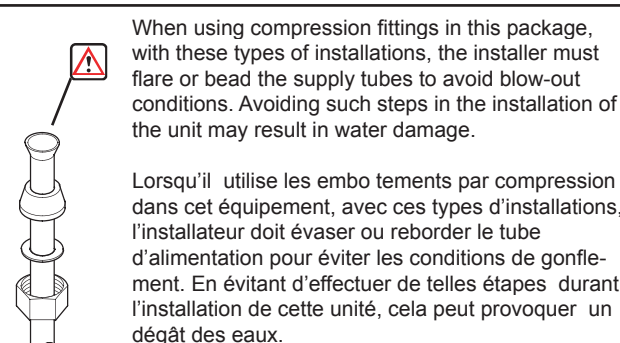 When using compression fittings in this package,
with these types of installations, the installer must
flare or bead the supply tubes to avoid blow-out
conditions. Avoiding such steps in the installation of
the unit may result in water damage.
Lorsqu'il  utilise les embo tements par compression
dans cet équipement, avec ces types d'installations,
l'installateur doit évaser ou reborder le tube
d'alimentation pour éviter les conditions de gonfle-
ment. En évitant d'effectuer de telles étapes  durant
l'installation de cette unité, cela peut provoquer  un
dégât des eaux.